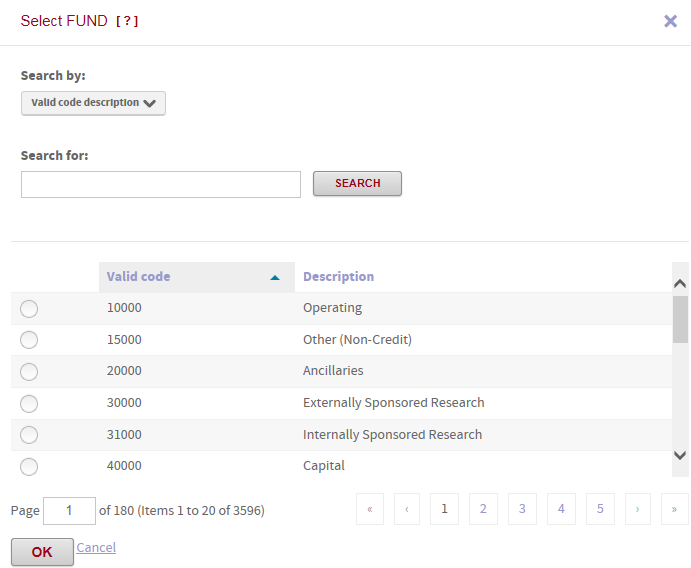 Select FUND [?]
Search by:
Valid code description
Search for:
SEARCH
Valid code Description
10000 Operating
15000 Other (Non-Credit)
20000 Ancillaries
30000 Externally Sponsored Research
31000 Internally Sponsored Research
40000 Capital
Page 1 of 180 (Items 1 to 20 of 3596) « ‹ 1 2 3 4 5 › »
OK Cancel